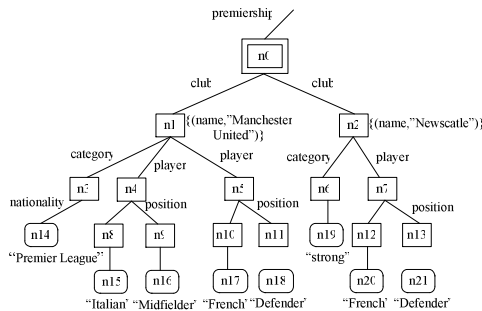 premiership
n0
club club
n1 {(name,"Manchester
United")}
n2 {(name,"Newscatle")}
category player player category player
n3 n4 n5 n6 n7
nationality position position position
n14 n8 n9 n10 n11 n19 n12 n13
"Premier League" "strong"
n15 n16 n17 n18 n20 n21
"Italian' "Midfielder' "French' "Defender' "French' "Defender'